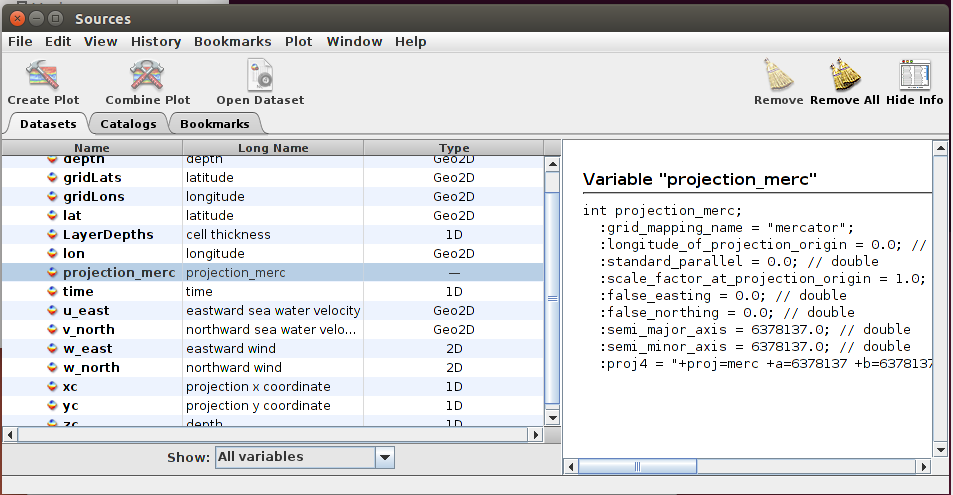 Sources
File Edit View History Bookmarks Plot Window Help
Create Plot Combine Plot Open Dataset Remove Remove All Hide Info
Datasets Catalogs Bookmarks
Name Long Name Type
depth depth Geo2D
gridLats latitude Geo2D
gridLons longitude Geo2D
lat latitude Geo2D
LayerDepths cell thickness 1D
lon longitude Geo2D
projection_merc projection_merc —
time time 1D
u_east eastward sea water velocity Geo2D
v_north northward sea water velo... Geo2D
w_east eastward wind 2D
w_north northward wind 2D
xc projection x coordinate 1D
yc projection y coordinate 1D
zc depth 1D
Show: All variables
Variable "projection_merc"
int projection_merc;
:grid_mapping_name = "mercator";
:longitude_of_projection_origin = 0.0; //
:standard_parallel = 0.0; // double
:scale_factor_at_projection_origin = 1.0;
:false_easting = 0.0; // double
:false_northing = 0.0; // double
:semi_major_axis = 6378137.0; // double
:semi_minor_axis = 6378137.0; // double
:proj4 = "+proj=merc +a=6378137 +b=6378137